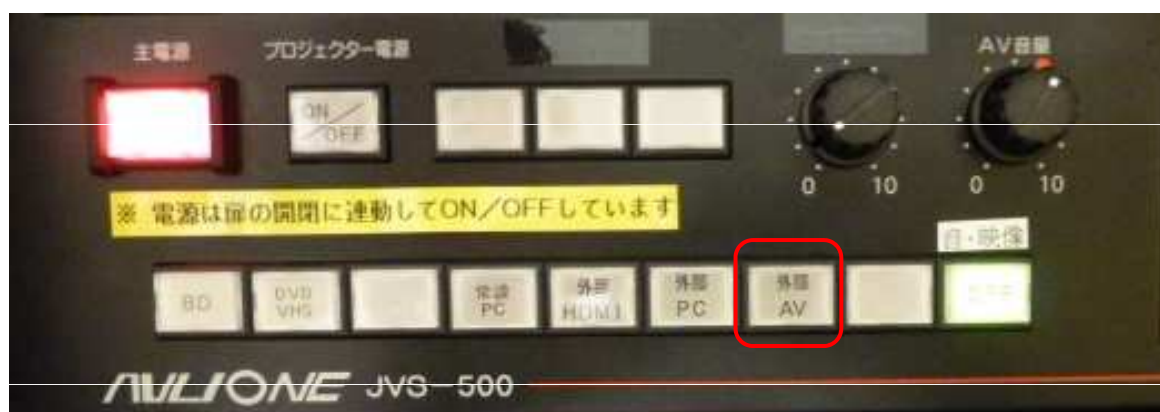 主電源 プロジェクター電源 AV音量
ON/OFF
0 10 0 10
※ 電源は扉の開閉に連動してON/OFFしています
音・映像
BD DVD VHS 常設 PC 外部 HDMI 外部 PC 外部 AV OFF
AVLIONE JVS-500